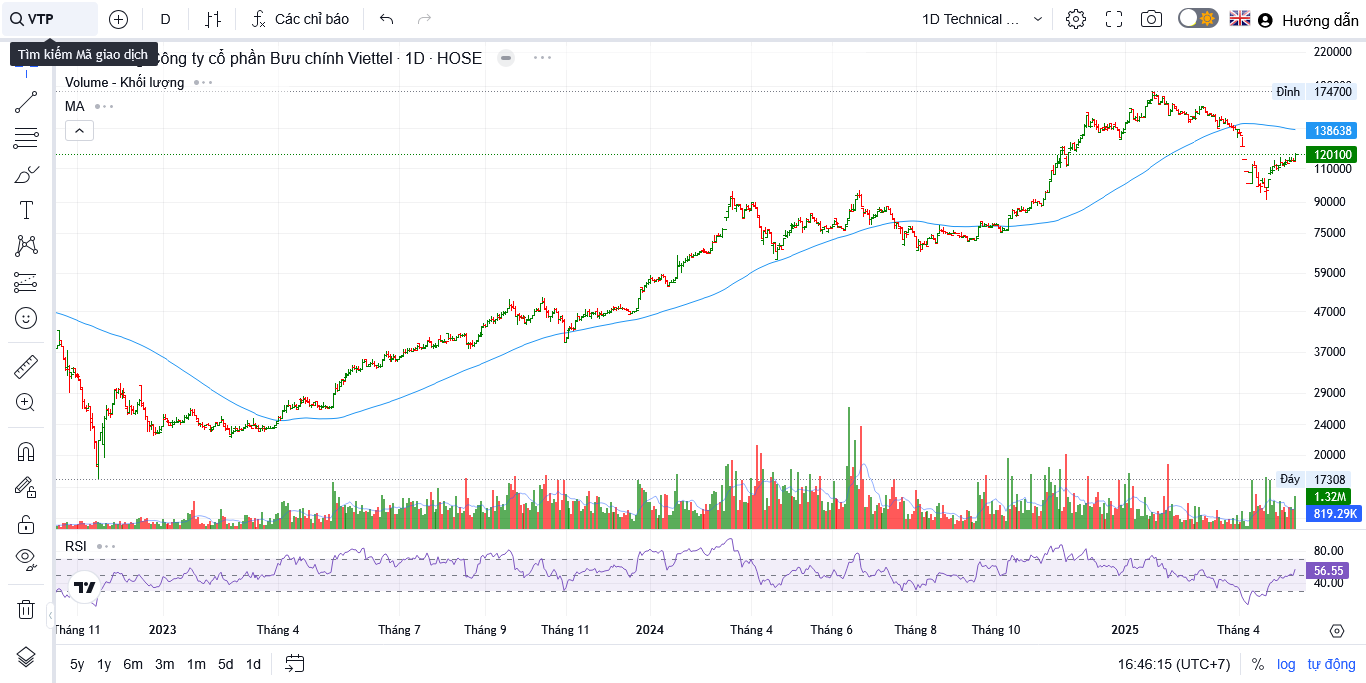 VTP
D
Các chỉ báo
1D Technical ...
Hướng dẫn
Tìm kiếm Mã giao dịch
Công ty cổ phần Bưu chính Viettel · 1D · HOSE
Volume - Khối lượng
MA
220000
Đỉnh 174700
138638
120100
110000
90000
75000
59000
47000
37000
29000
24000
20000
Đáy 17308
1.32M
819.29K
RSI
80.00
56.55
40.00
Tháng 11 2023 Tháng 4 Tháng 7 Tháng 9 Tháng 11 2024 Tháng 4 Tháng 6 Tháng 8 Tháng 10 2025 Tháng 4
5y 1y 6m 3m 1m 5d 1d
16:46:15 (UTC+7) % log tự động